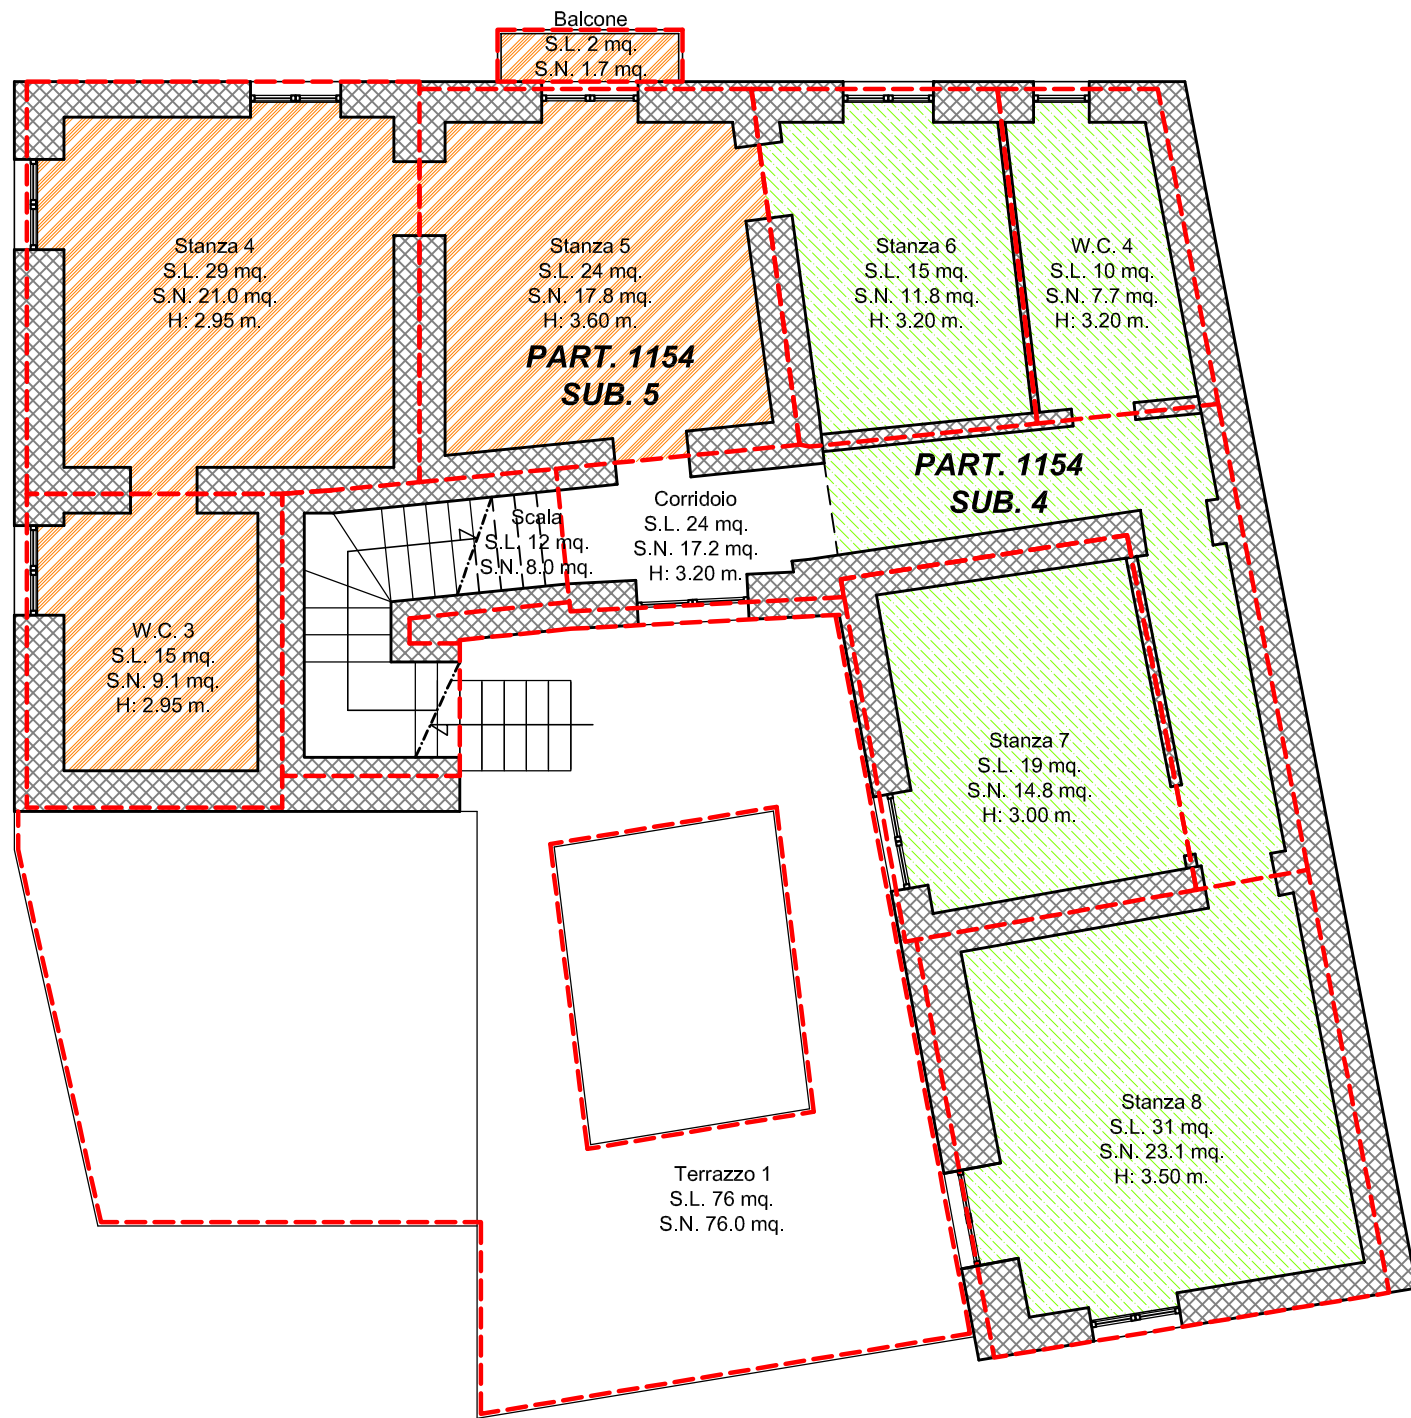 Balcone
S.L. 2 mq.
S.N. 1.7 mq.
Stanza 4
S.L. 29 mq.
S.N. 21.0 mq.
H: 2.95 m.
Stanza 5
S.L. 24 mq.
S.N. 17.8 mq.
H: 3.60 m.
PART. 1154
SUB. 5
Stanza 6
S.L. 15 mq.
S.N. 11.8 mq.
H: 3.20 m.
W.C. 4
S.L. 10 mq.
S.N. 7.7 mq.
H: 3.20 m.
PART. 1154
SUB. 4
Scala
S.L. 12 mq.
S.N. 8.0 mq.
Corridoio
S.L. 24 mq.
S.N. 17.2 mq.
H: 3.20 m.
W.C. 3
S.L. 15 mq.
S.N. 9.1 mq.
H: 2.95 m.
Stanza 7
S.L. 19 mq.
S.N. 14.8 mq.
H: 3.00 m.
Stanza 8
S.L. 31 mq.
S.N. 23.1 mq.
H: 3.50 m.
Terrazzo 1
S.L. 76 mq.
S.N. 76.0 mq.